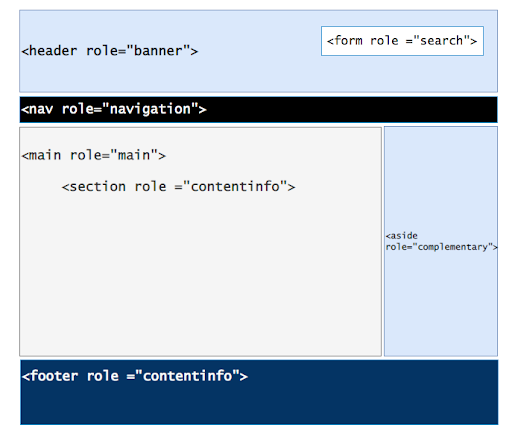 <form role ="search">
<header role="banner">
<nav role="navigation">
<main role="main">
<section role ="contentinfo">
<aside
role="complementary">
<footer role ="contentinfo">